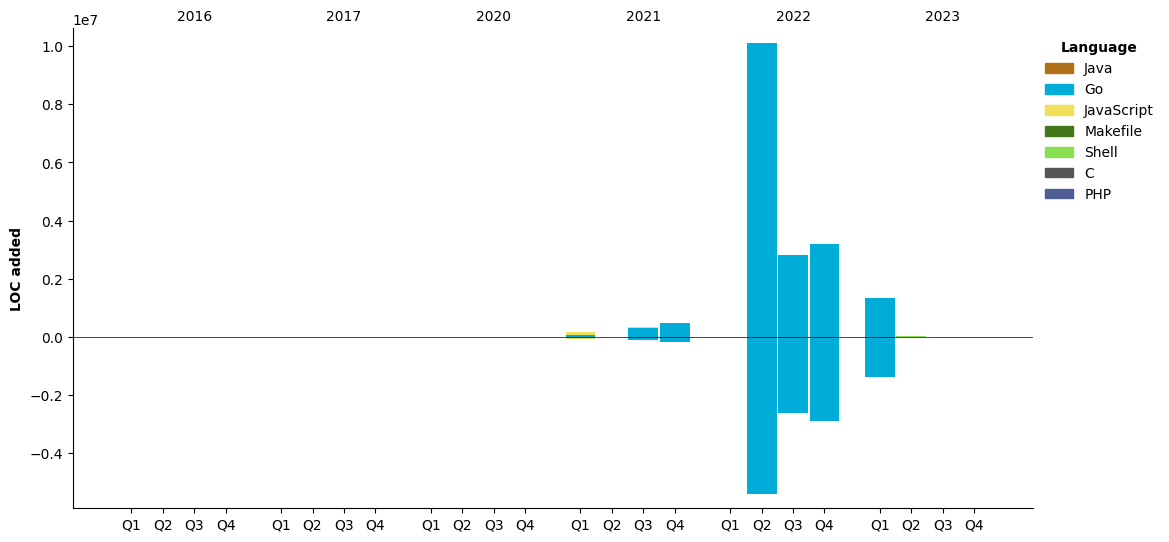 1e7
2016 2017 2020 2021 2022 2023
Language
Java
Go
JavaScript
Makefile
Shell
C
PHP
LOC added
1.0
0.8
0.6
0.4
0.2
0.0
−0.2
−0.4
Q1 Q2 Q3 Q4 Q1 Q2 Q3 Q4 Q1 Q2 Q3 Q4 Q1 Q2 Q3 Q4 Q1 Q2 Q3 Q4 Q1 Q2 Q3 Q4